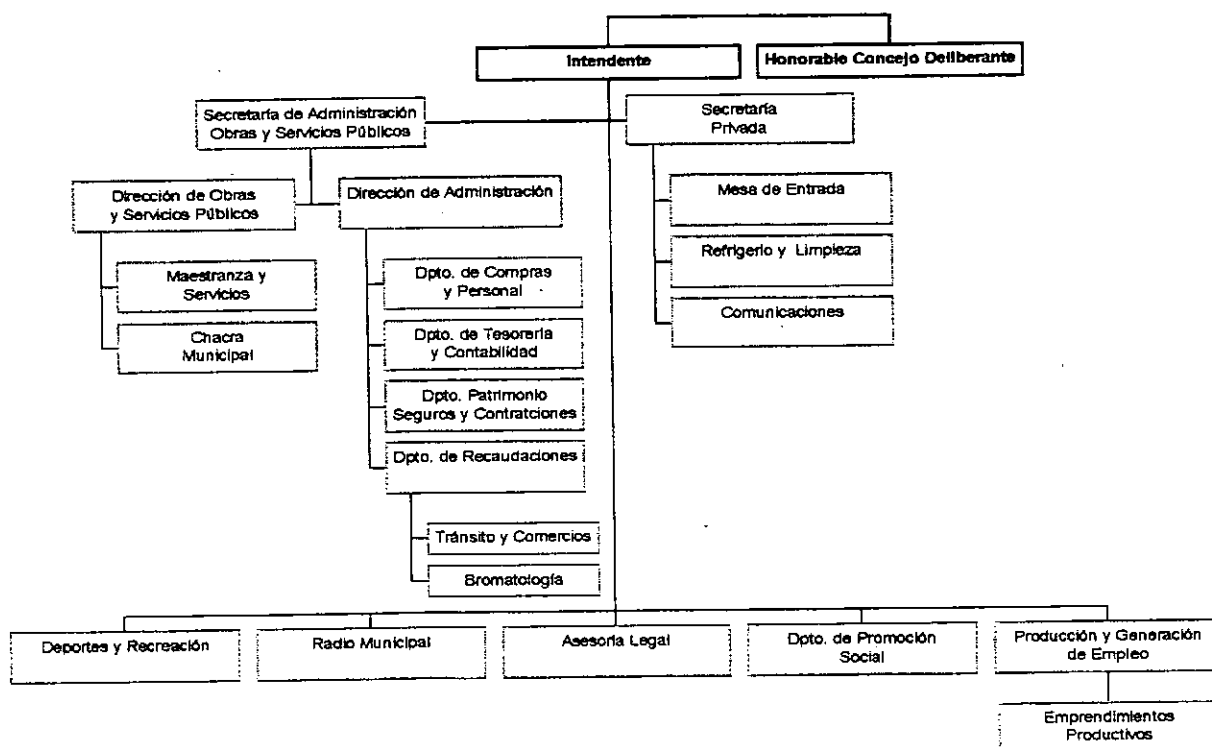 Intendente
Honorable Concejo Deliberante
Secretaría de Administración
Obras y Servicios Públicos
Secretaría
Privada
Dirección de Obras
y Servicios Públicos
Dirección de Administración
Mesa de Entrada
Maestranza y
Servicios
Dpto. de Compras
y Personal
Refrigerio y Limpieza
Chacra
Municipal
Dpto. de Tesorería
y Contabilidad
Comunicaciones
Dpto. Patrimonio
Seguros y Contratciones
Dpto. de Recaudaciones
Tránsito y Comercios
Bromatología
Deportes y Recreación
Radio Municipal
Asesoría Legal
Dpto. de Promoción
Social
Producción y Generación
de Empleo
Emprendimientos
Productivos